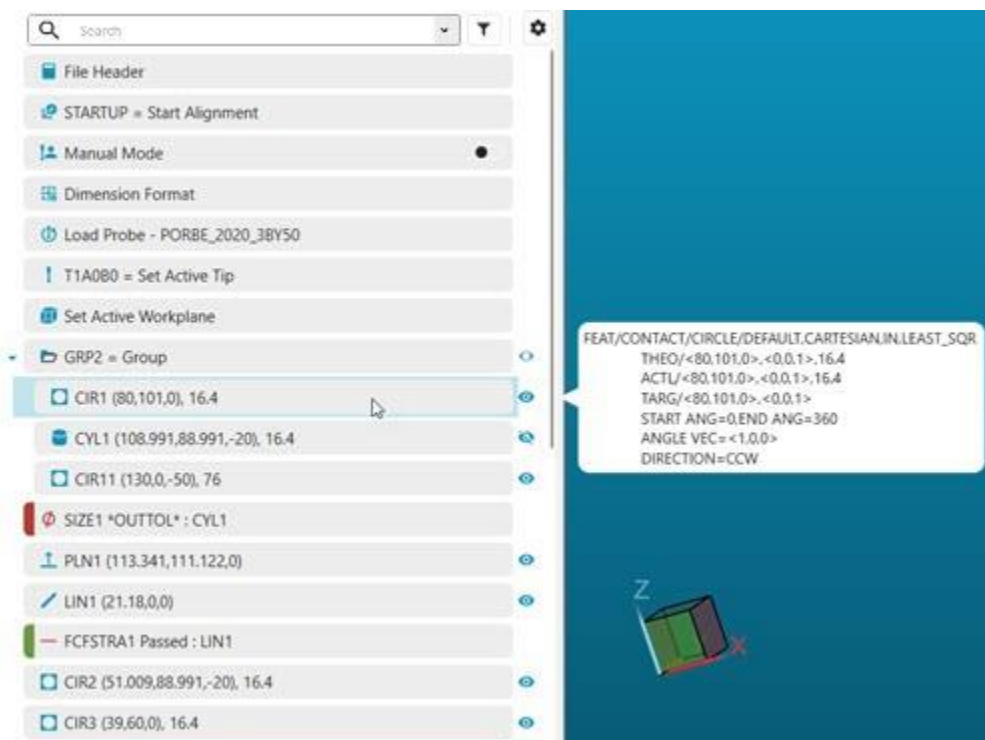 Search
File Header
STARTUP = Start Alignment
Manual Mode
Dimension Format
Load Probe - PORBE_2020_3BY50
T1A0B0 = Set Active Tip
Set Active Workplane
GRP2 = Group
CIR1 (80,101,0), 16.4
CYL1 (108.991,88.991,-20), 16.4
CIR11 (130,0,-50), 76
SIZE1 *OUTTOL* : CYL1
PLN1 (113.341,111.122,0)
LIN1 (21.18,0,0)
FCFSTRA1 Passed : LIN1
CIR2 (51.009,88.991,-20), 16.4
CIR3 (39,60,0), 16.4
FEAT/CONTACT/CIRCLE/DEFAULT,CARTESIAN,IN,LEAST_SQR
THEO/<80,101,0>,<0,0,1>,16.4
ACTL/<80,101,0>,<0,0,1>,16.4
TARG/<80,101,0>,<0,0,1>
START ANG=0,END ANG=360
ANGLE VEC=<1,0,0>
DIRECTION=CCW
Z
X